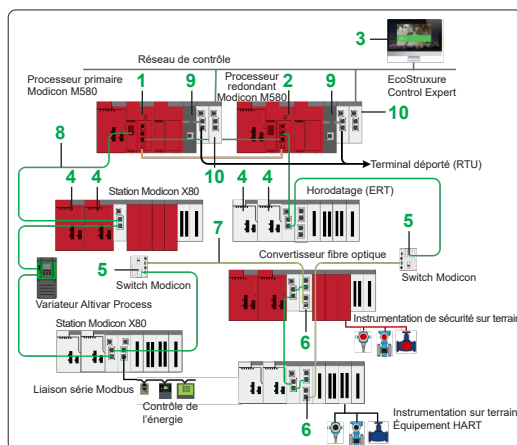 3
Réseau de contrôle
Processeur primaire
Modicon M580
1
Processeur
redondant
Modicon M580
2
9
9
EcoStruxure
Control Expert
10
10
8
Terminal déporté (RTU)
4
4
Station Modicon X80
4
4
Horodatage (ERT)
7
5
5
Convertisseur fibre optique
Switch Modicon
Switch Modicon
Variateur Altivar Process
6
Instrumentation de sécurité sur terrain
Station Modicon X80
Liaison série Modbus
Contrôle de
l'énergie
6
Instrumentation sur terrain
Équipement HART